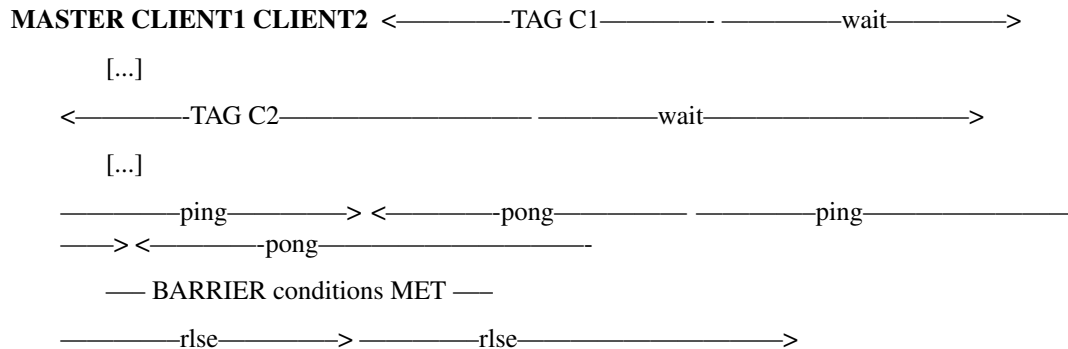 MASTER CLIENT1 CLIENT2 <————-TAG C1————- —————wait—————>
[...]
<————-TAG C2————————— —————wait——————————>
[...]
—————ping—————> <————-pong————— —————ping————————
——> <————-pong——————————-
—– BARRIER conditions MET —–
—————rlse—————> —————rlse——————————>